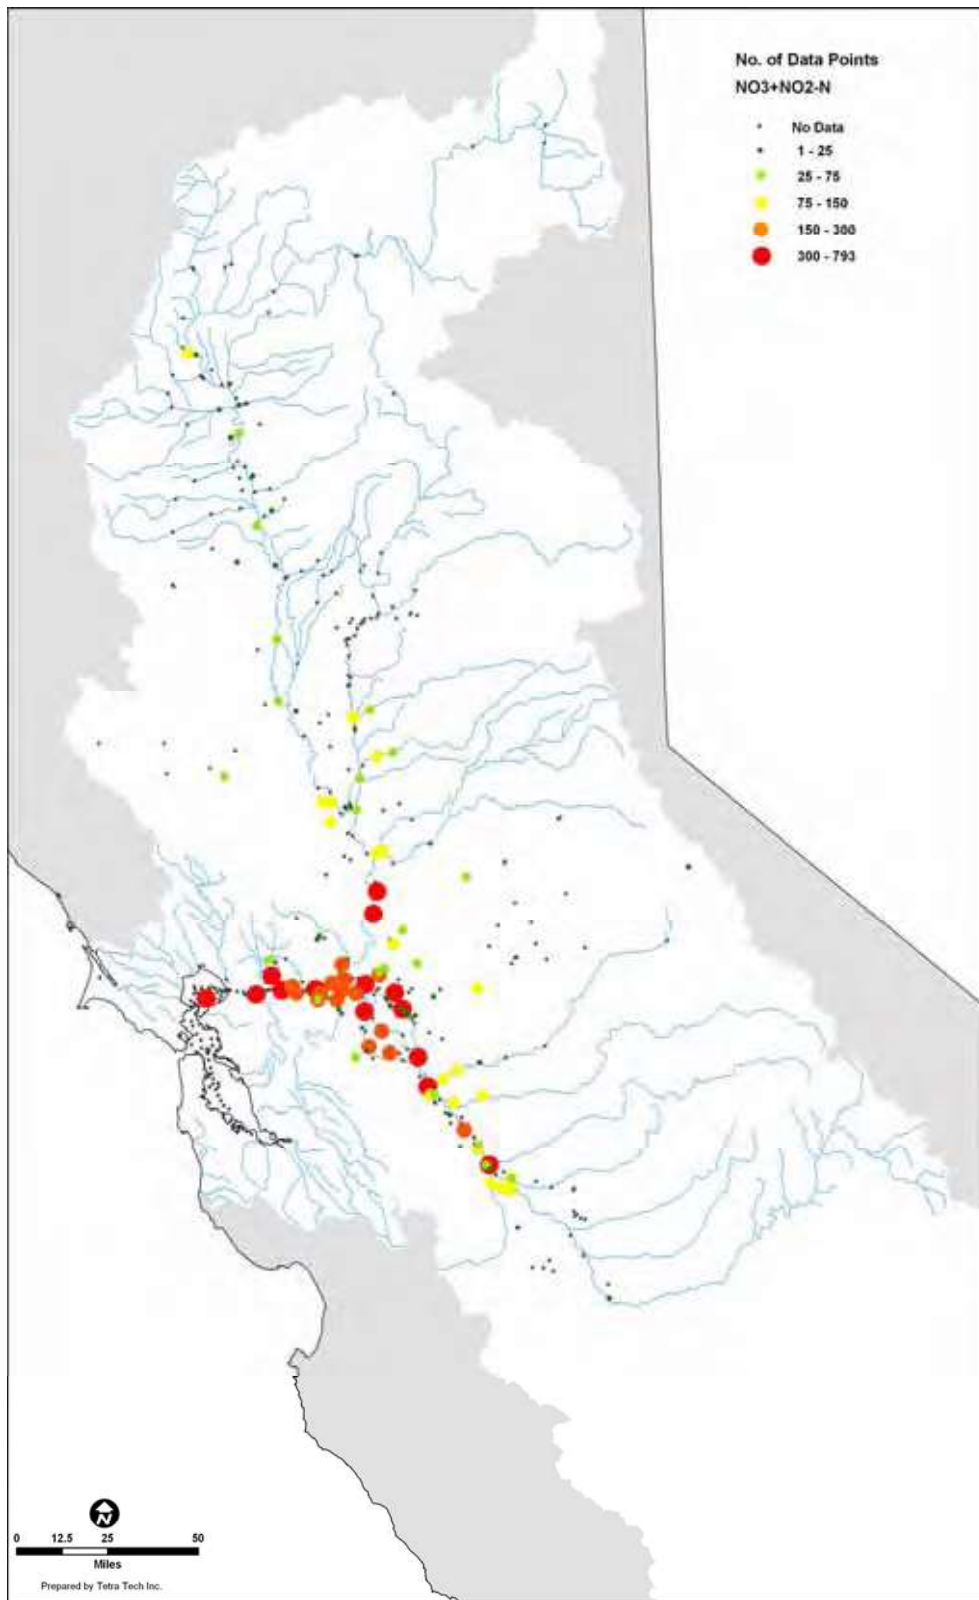 No. of Data Points
NO3+NO2-N
No Data
1 - 25
25 - 75
75 - 150
150 - 300
300 - 793
N
0 12.5 25 50
Miles
Prepared by Tetra Tech Inc.